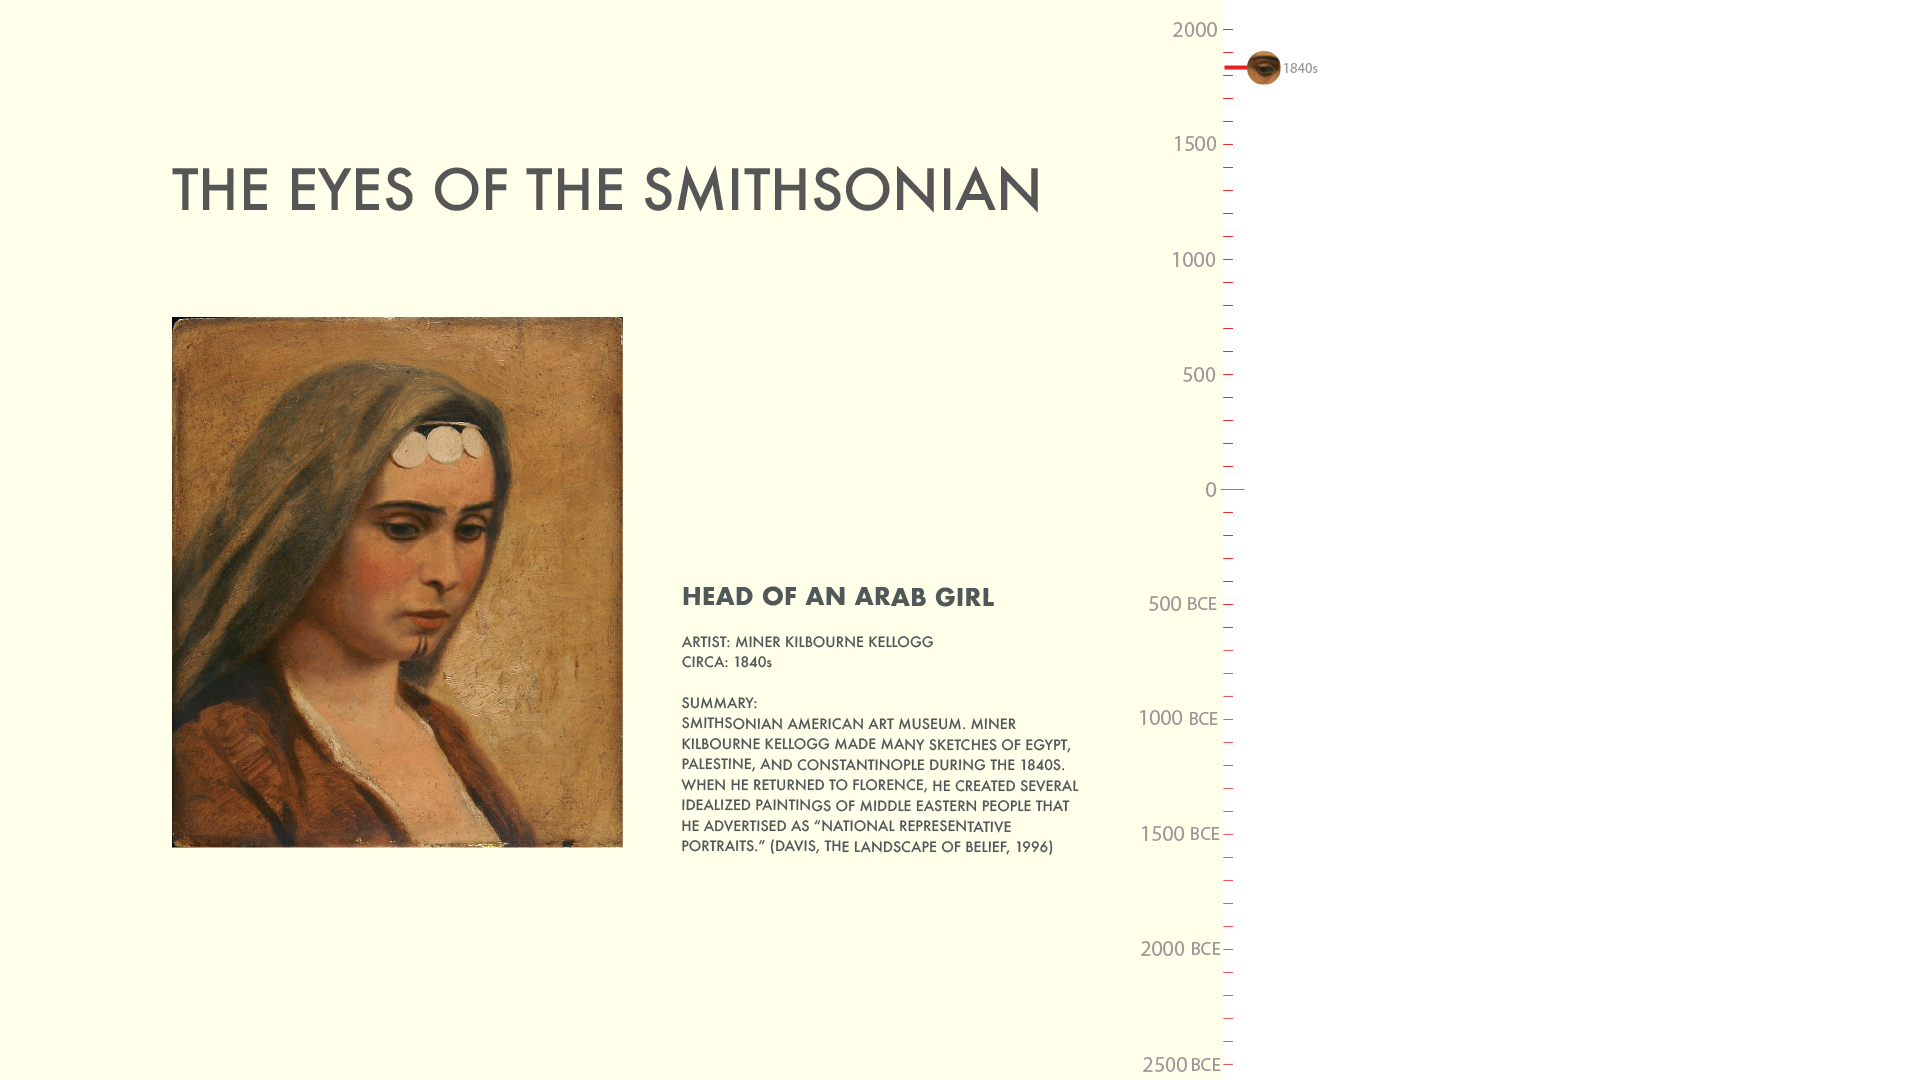 THE EYES OF THE SMITHSONIAN
HEAD OF AN ARAB GIRL
ARTIST: MINER KILBOURNE KELLOGG
CIRCA: 1840s
SUMMARY:
SMITHSONIAN AMERICAN ART MUSEUM. MINER
KILBOURNE KELLOGG MADE MANY SKETCHES OF EGYPT,
PALESTINE, AND CONSTANTINOPLE DURING THE 1840S.
WHEN HE RETURNED TO FLORENCE, HE CREATED SEVERAL
IDEALIZED PAINTINGS OF MIDDLE EASTERN PEOPLE THAT
HE ADVERTISED AS “NATIONAL REPRESENTATIVE
PORTRAITS.” (DAVIS, THE LANDSCAPE OF BELIEF, 1996)
2000
1840s
1500
1000
500
0
500 BCE
1000 BCE
1500 BCE
2000 BCE
2500 BCE